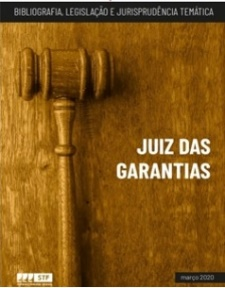 BIBLIOGRAFIA, LEGISLAÇÃO E JURISPRUDÊNCIA TEMÁTICA
JUIZ DAS
GARANTIAS
STF
março 2020